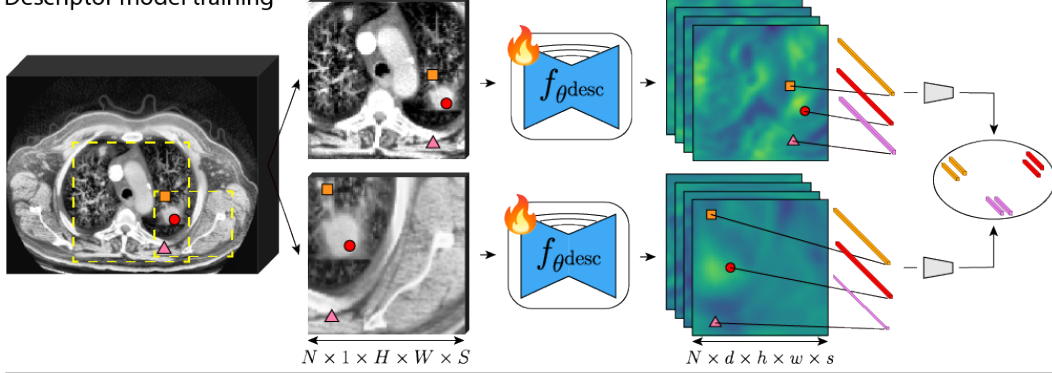 Descriptor model training
fθdesc
fθdesc
N × 1 × H × W × S
N × d × h × w × s